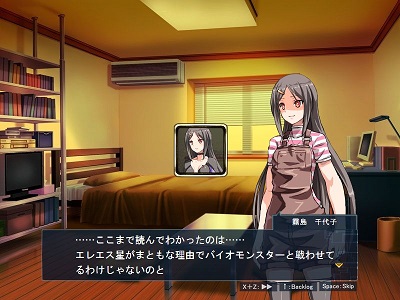 霧島　千代子
……ここまで読んでわかったのは……
エレエス星がまともな理由でバイオモンスターと戦わせて
るわけじゃないのと
X+Z:▶▶ ↑:Backlog Space:Skip